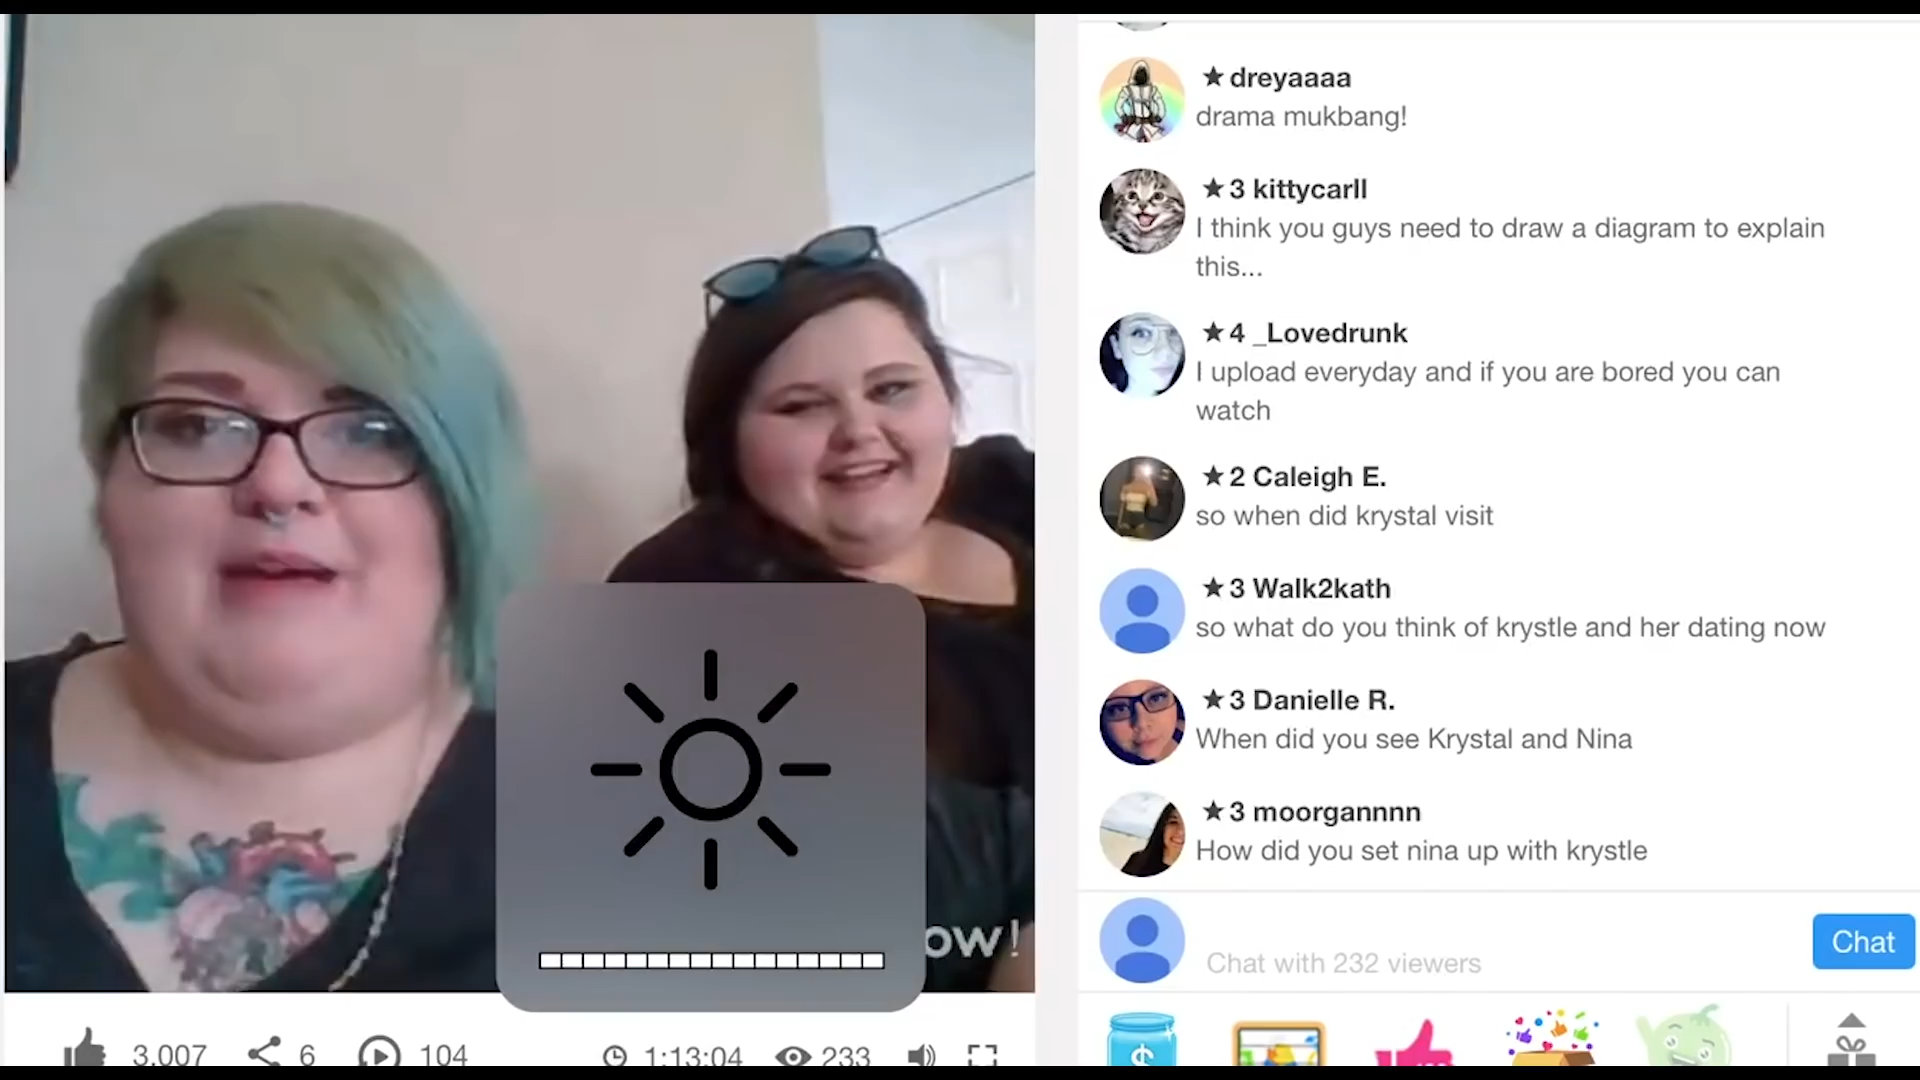 ★ dreyaaaa
drama mukbang!
★ 3 kittycarll
I think you guys need to draw a diagram to explain
this...
★ 4 _Lovedrunk
I upload everyday and if you are bored you can
watch
★ 2 Caleigh E.
so when did krystal visit
★ 3 Walk2kath
so what do you think of krystle and her dating now
★ 3 Danielle R.
When did you see Krystal and Nina
★ 3 moorgannnn
How did you set nina up with krystle
ow!
Chat with 232 viewers
Chat
3,007 6 104 1:13:04 233
$